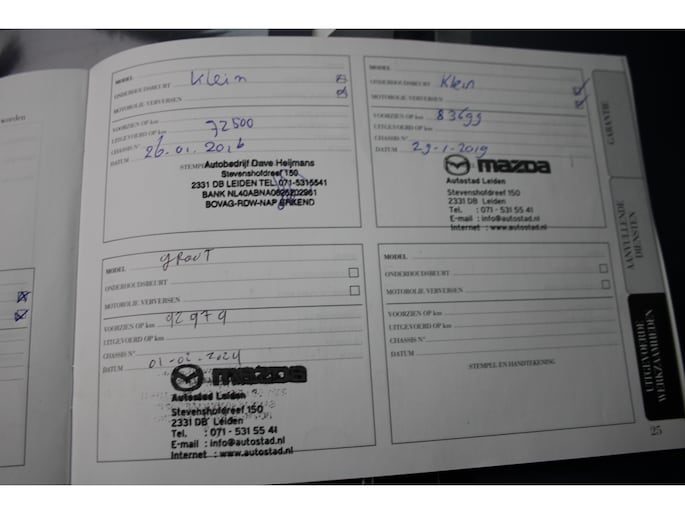 worden
MODEL
Klein
ONDERHOUDSBEURT
MOTOROLIE VERVERSEN
VOORZIEN OP km
72500
UITGEVOERD OP km
CHASSIS N°
DATUM
26.01.2016
Autobedrijf Dave Heijmans
Stevenshofdreef 150
2331 DB LEIDEN TEL: 071-5315541
BOVAG-RDW-NAP ERKEND
MODEL
ONDERHOUDSBEURT
Klein
MOTOROLIE VERVERSEN
VOORZIEN OP km
83699
UITGEVOERD OP km
CHASSIS N°
DATUM
29-1-2019
mazda
Autostad Leiden
Stevenshofdreef 150
2331 DB Leiden
Tel. : 071 - 531 55 41
E-mail : info@autostad.nl
Internet : www.autostad.nl
MODEL
groot
ONDERHOUDSBEURT
MOTOROLIE VERVERSEN
VOORZIEN OP km
92979
UITGEVOERD OP km
CHASSIS N°
DATUM
01-02-2024
mazda
Autostad Leiden
Stevenshofdreef 150
2331 DB Leiden
Tel. : 071 - 531 55 41
E-mail : info@autostad.nl
Internet : www.autostad.nl
MODEL
ONDERHOUDSBEURT
MOTOROLIE VERVERSEN
VOORZIEN OP km
UITGEVOERD OP km
CHASSIS N°
DATUM
STEMPEL EN HANDTEKENING
GARANTIE
AANVULLENDE
DIENSTEN
UITGEVOERDE
WERKZAAMHEDEN
25